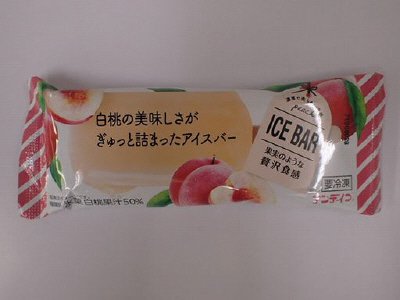 白桃の美味しさが
ぎゅっと詰まったアイスバー
peach
ICE BAR
果実のような
贅沢食感
要冷凍
白桃果汁50%